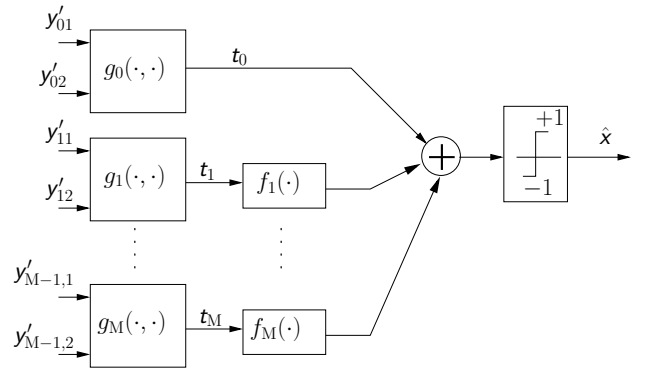 y′01
y′02
g0(·, ·)
t0
y′11
y′12
g1(·, ·)
t1
f1(·)
+
+1
−1
x̂
y′M−1,1
y′M−1,2
gM(·, ·)
tM
fM(·)